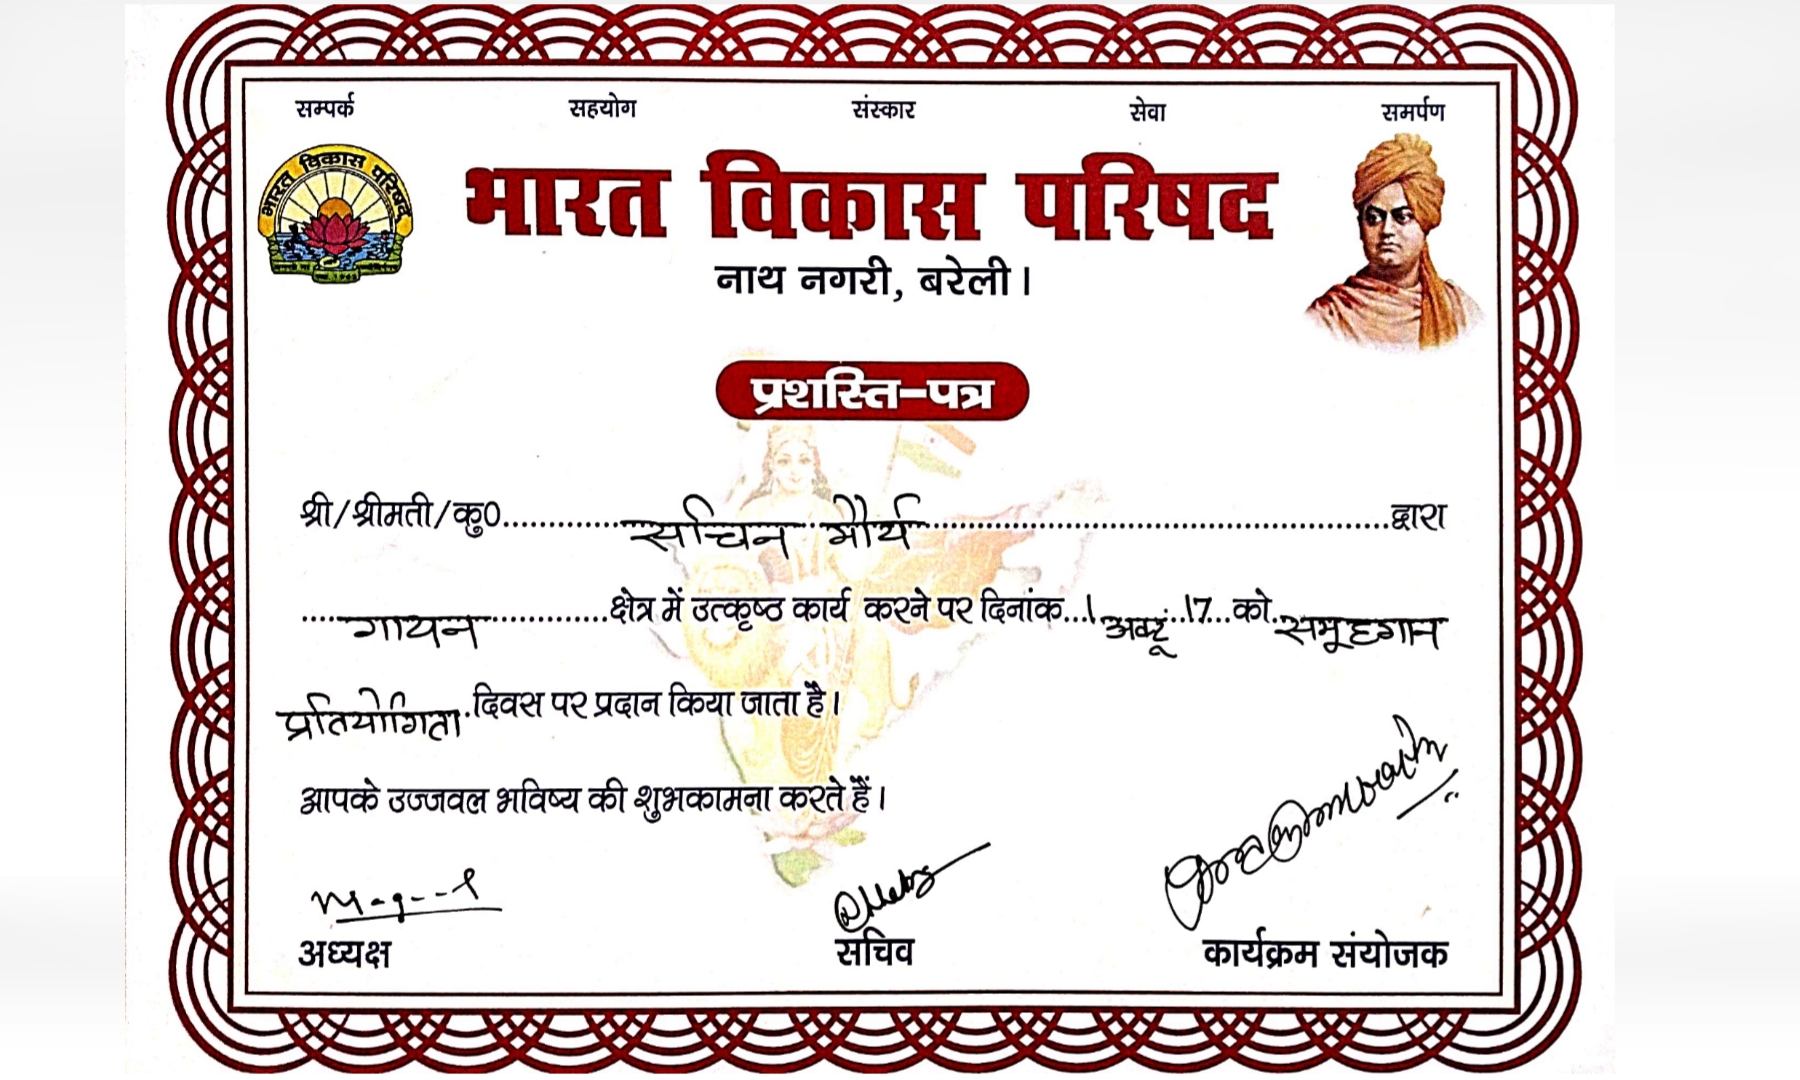 सम्पर्क सहयोग संस्कार सेवा समर्पण
भारत विकास परिषद
भारत विकास परिषद
नाथ नगरी, बरेली।
प्रशस्ति-पत्र
श्री/श्रीमती/कु0 सचिन मौर्य द्वारा
गायन क्षेत्र में उत्कृष्ठ कार्य करने पर दिनांक 1 अक्टूं 17 को समूहगान
प्रतियोगिता दिवस पर प्रदान किया जाता है।
आपके उज्जवल भविष्य की शुभकामना करते हैं।
अध्यक्ष सचिव कार्यक्रम संयोजक